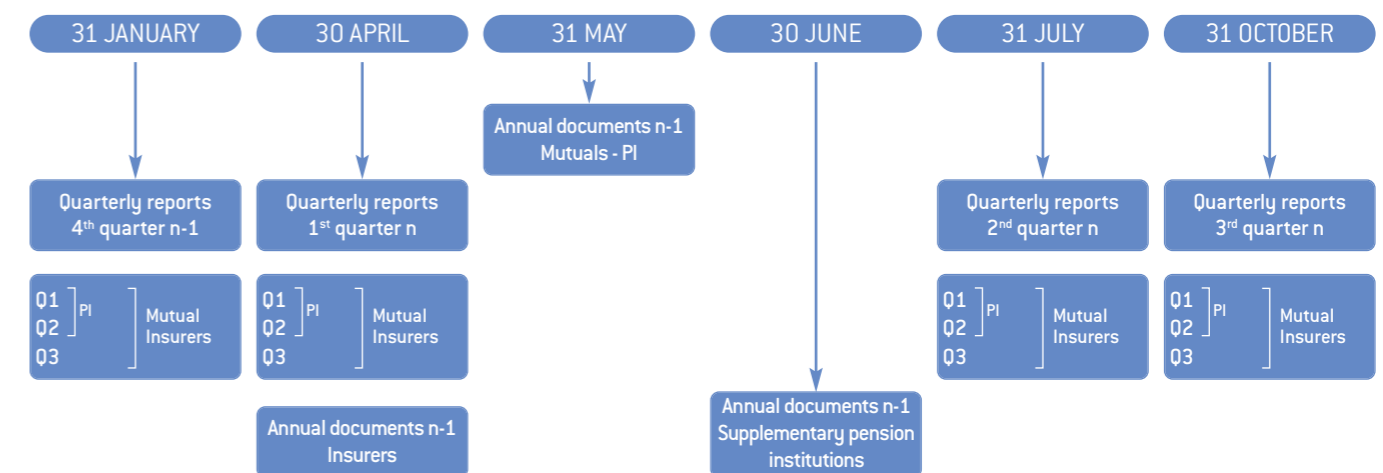 31 JANUARY
30 APRIL
31 MAY
30 JUNE
31 JULY
31 OCTOBER
Annual documents n-1
Mutuals - PI
Quarterly reports
4th quarter n-1
Quarterly reports
1st quarter n
Quarterly reports
2nd quarter n
Quarterly reports
3rd quarter n
Q1
Q2
Q3
PI
Mutual
Insurers
Q1
Q2
Q3
PI
Mutual
Insurers
Q1
Q2
Q3
PI
Mutual
Insurers
Q1
Q2
Q3
PI
Mutual
Insurers
Annual documents n-1
Insurers
Annual documents n-1
Supplementary pension
institutions